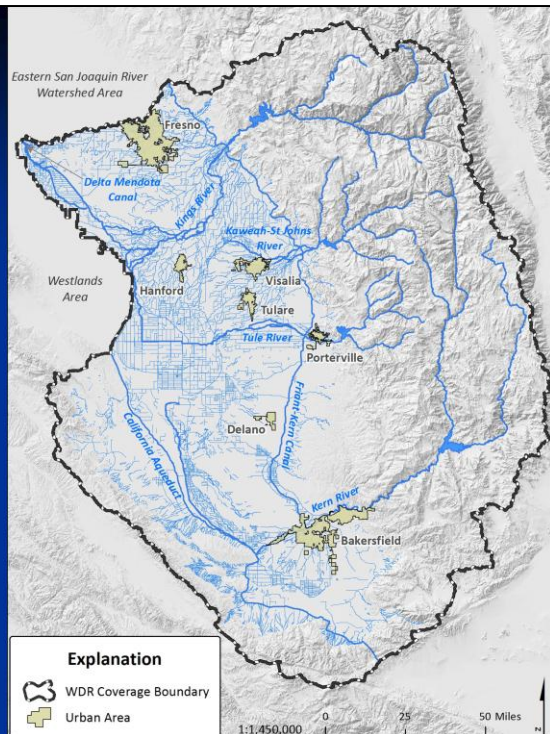 Eastern San Joaquin River
Watershed Area
Fresno
Delta Mendota
Canal
Kings River
Kaweah-St Johns
River
Westlands
Area
Hanford
Visalia
Tulare
Tule River
Porterville
Friant-Kern Canal
Delano
California Aqueduct
Kern River
Bakersfield
Explanation
WDR Coverage Boundary
Urban Area
0 25 50 Miles
1:1,450,000
N